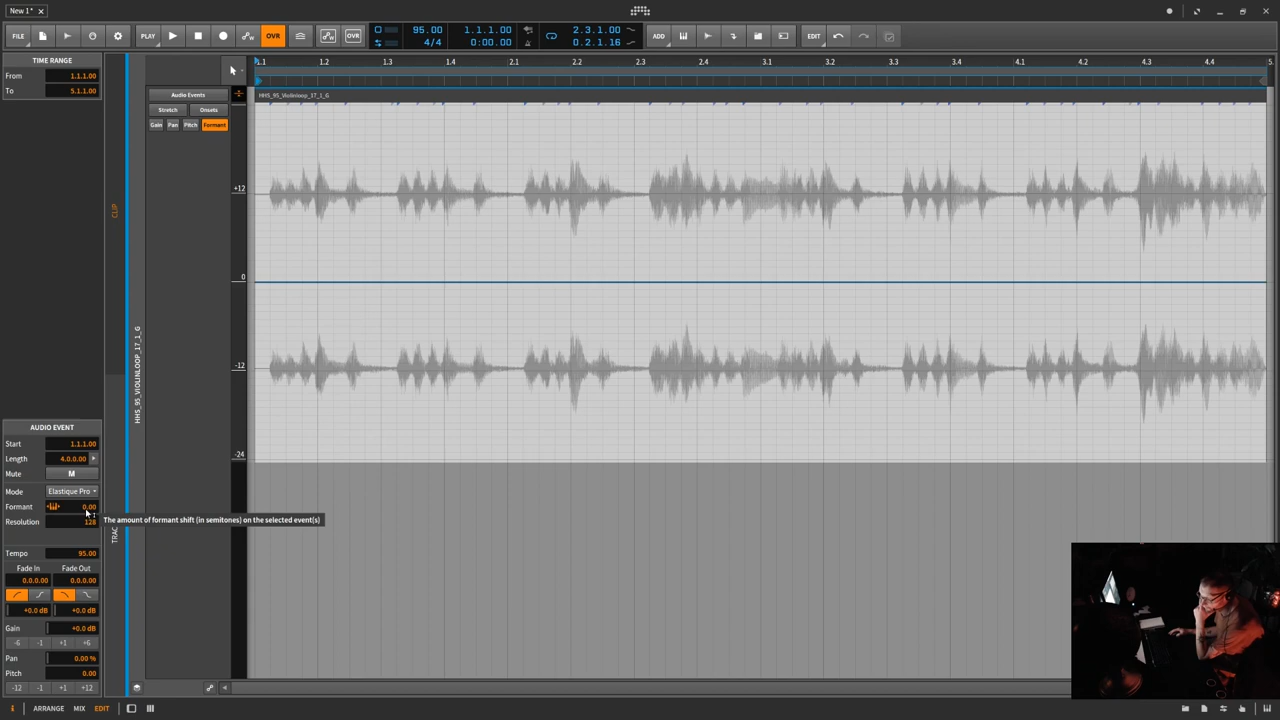 New 1*
FILE
PLAY
OVR
OVR
95.00
4/4
1.1.1.00
0:00.00
2.3.1.00
0.2.1.16
ADD
EDIT
TIME RANGE
From 1.1.1.00
To 5.1.1.00
1.1 1.2 1.3 1.4 2.1 2.2 2.3 2.4 3.1 3.2 3.3 3.4 4.1 4.2 4.3 4.4 5.
Audio Events
HHS_95_Violinloop_17_1_G
Stretch Onsets
Gain Pan Pitch Formant
+12
0
-12
-24
CLIP
HHS_95_VIOLINLOOP_17_1_G
AUDIO EVENT
Start 1.1.1.00
Length 4.0.0.00
Mute M
Mode Elastique Pro
Formant 0.00
The amount of formant shift (in semitones) on the selected event(s)
Resolution 128
Tempo 95.00
Fade In Fade Out
0.0.0.00 0.0.0.00
+0.0 dB +0.0 dB
Gain +0.0 dB
-6 -1 +1 +6
Pan 0.00 %
Pitch 0.00
-12 -1 +1 +12
ARRANGE MIX EDIT